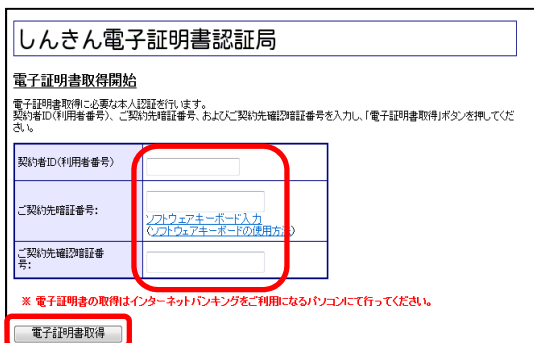 しんきん電子証明書認証局
電子証明書取得開始
電子証明書取得に必要な本人認証を行います。
契約者ID(利用者番号)、ご契約先暗証番号、およびご契約先確認暗証番号を入力し、「電子証明書取得」ボタンを押してくだ
さい。
契約者ID(利用者番号)
ご契約先暗証番号:
ソフトウェアキーボード入力
(ソフトウェアキーボードの使用方法)
ご契約先確認暗証番
号:
※ 電子証明書の取得はインターネットバンキングをご利用になるパソコンにて行ってください。
電子証明書取得